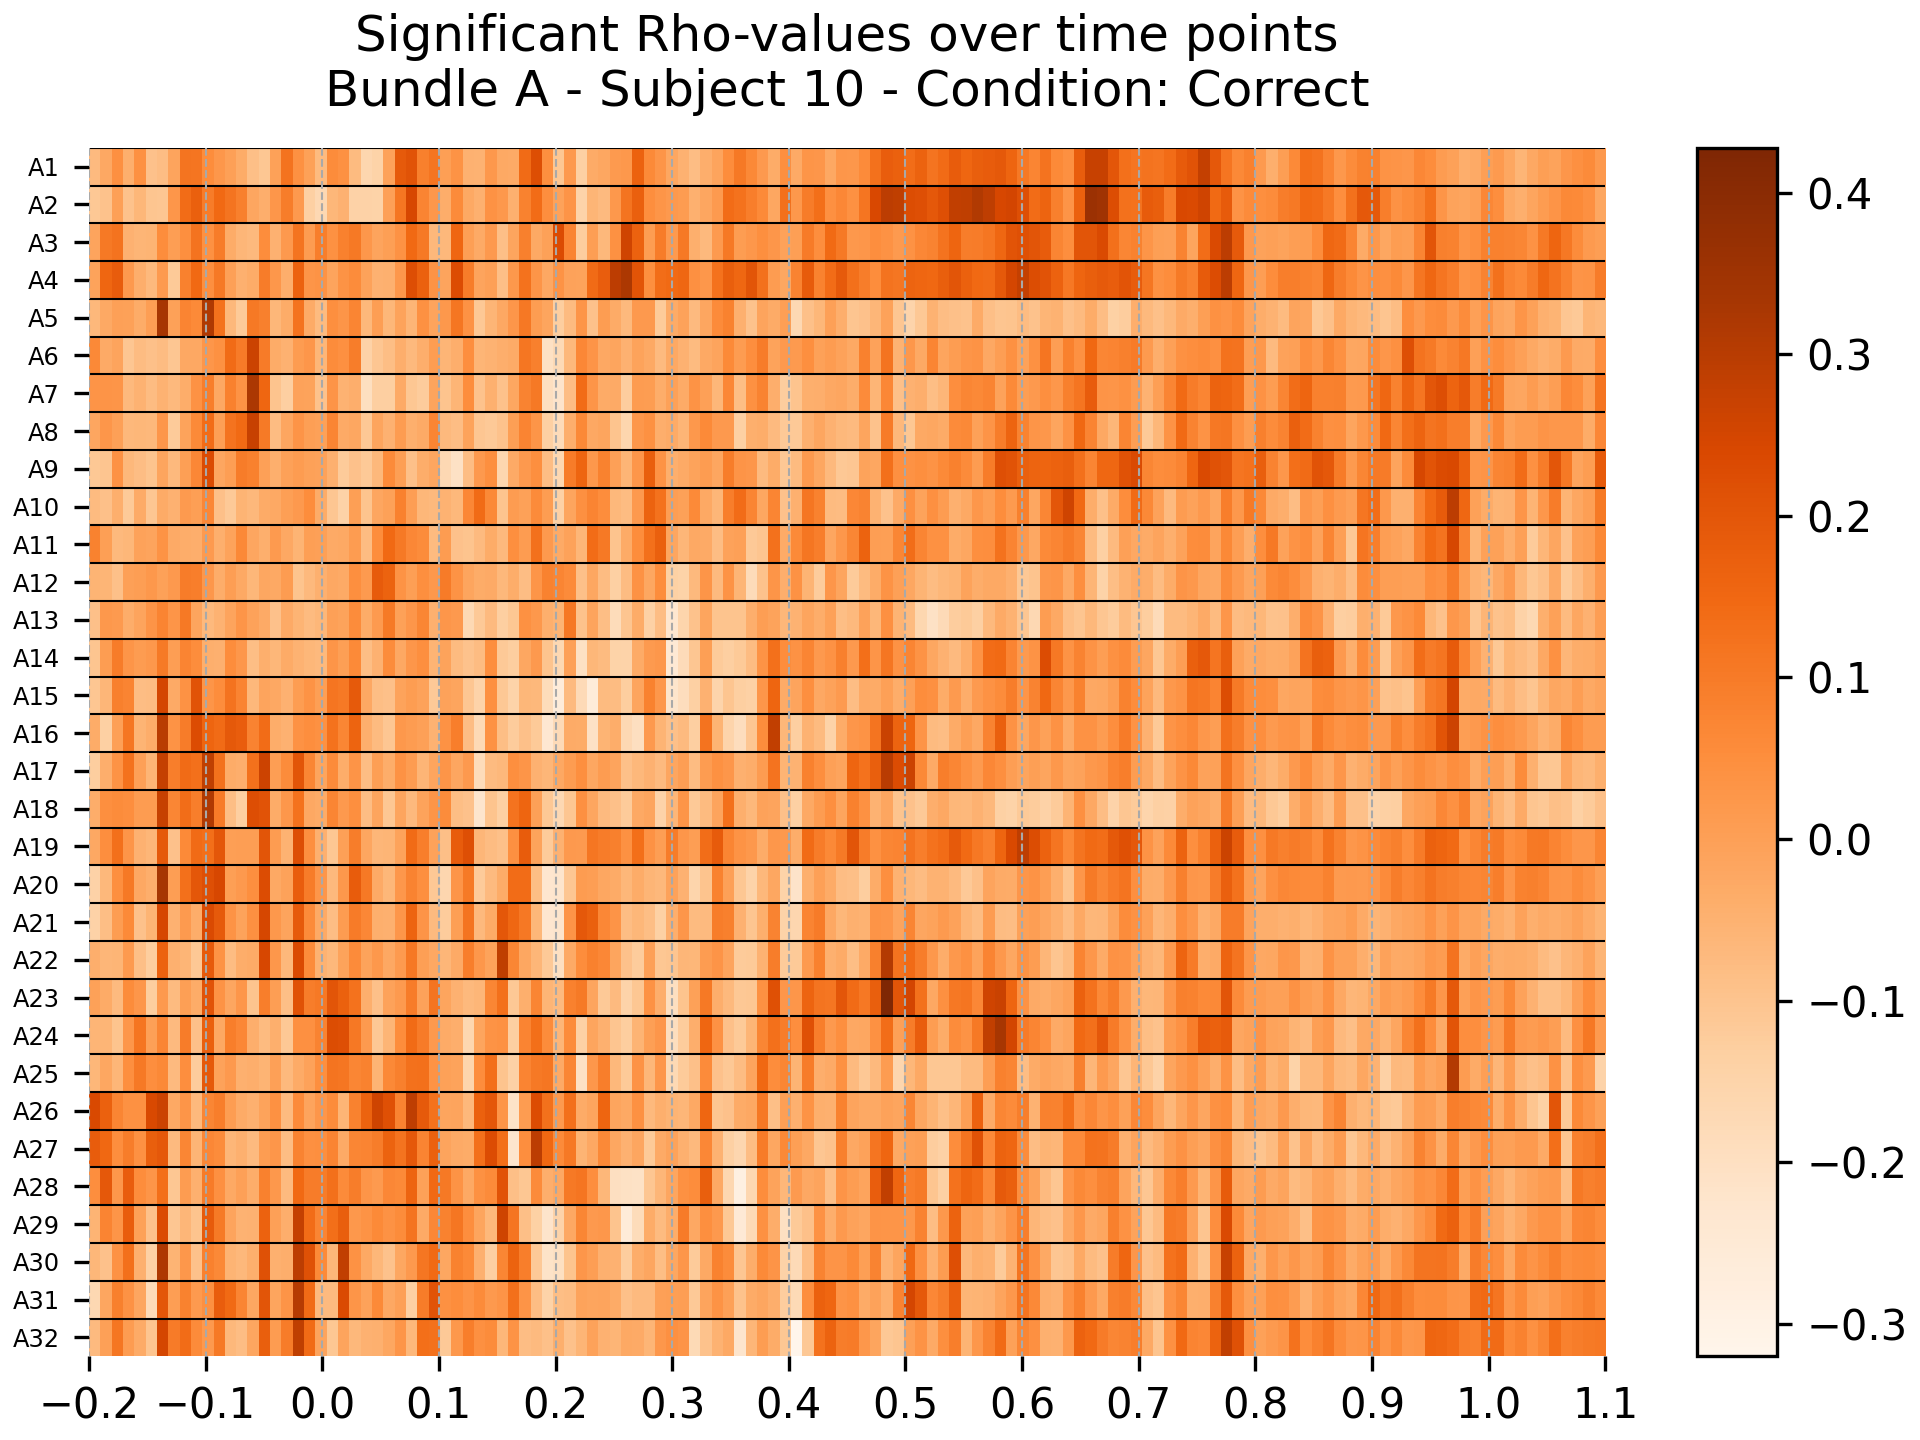 Significant Rho-values over time points
Bundle A - Subject 10 - Condition: Correct
A1
A2
A3
A4
A5
A6
A7
A8
A9
A10
A11
A12
A13
A14
A15
A16
A17
A18
A19
A20
A21
A22
A23
A24
A25
A26
A27
A28
A29
A30
A31
A32
−0.2 −0.1 0.0 0.1 0.2 0.3 0.4 0.5 0.6 0.7 0.8 0.9 1.0 1.1
0.4
0.3
0.2
0.1
0.0
−0.1
−0.2
−0.3